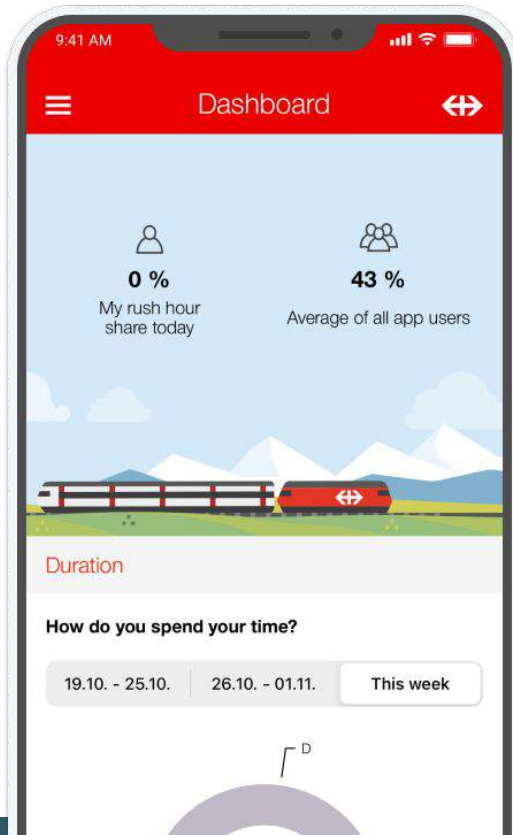 9:41 AM
Dashboard
0 %
My rush hour
share today
43 %
Average of all app users
Duration
How do you spend your time?
19.10. - 25.10.
26.10. - 01.11.
This week
D